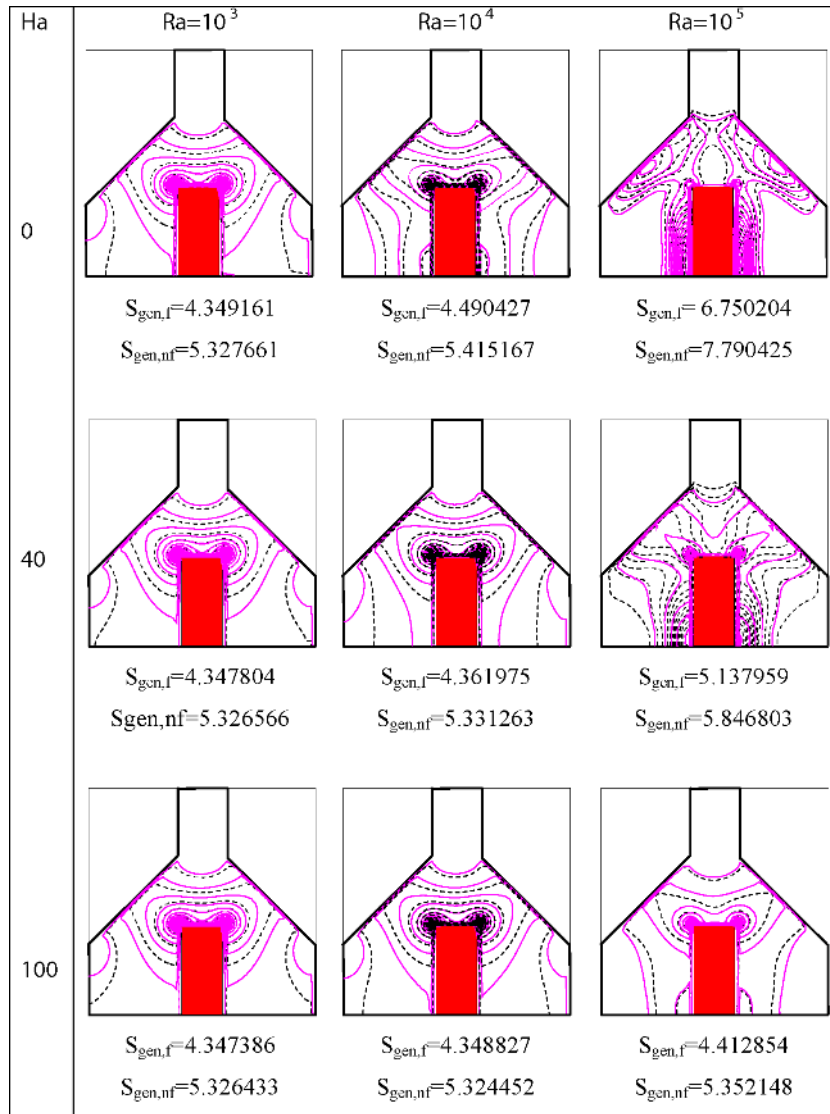 Ha Ra=10³ Ra=10⁴ Ra=10⁵
0
S_gen,f=4.349161 S_gen,f=4.490427 S_gen,f= 6.750204
S_gen,nf=5.327661 S_gen,nf=5.415167 S_gen,nf=7.790425
40
S_gen,f=4.347804 S_gen,f=4.361975 S_gen,f=5.137959
Sgen,nf=5.326566 S_gen,nf=5.331263 S_gen,nf=5.846803
100
S_gen,f=4.347386 S_gen,f=4.348827 S_gen,f=4.412854
S_gen,nf=5.326433 S_gen,nf=5.324452 S_gen,nf=5.352148